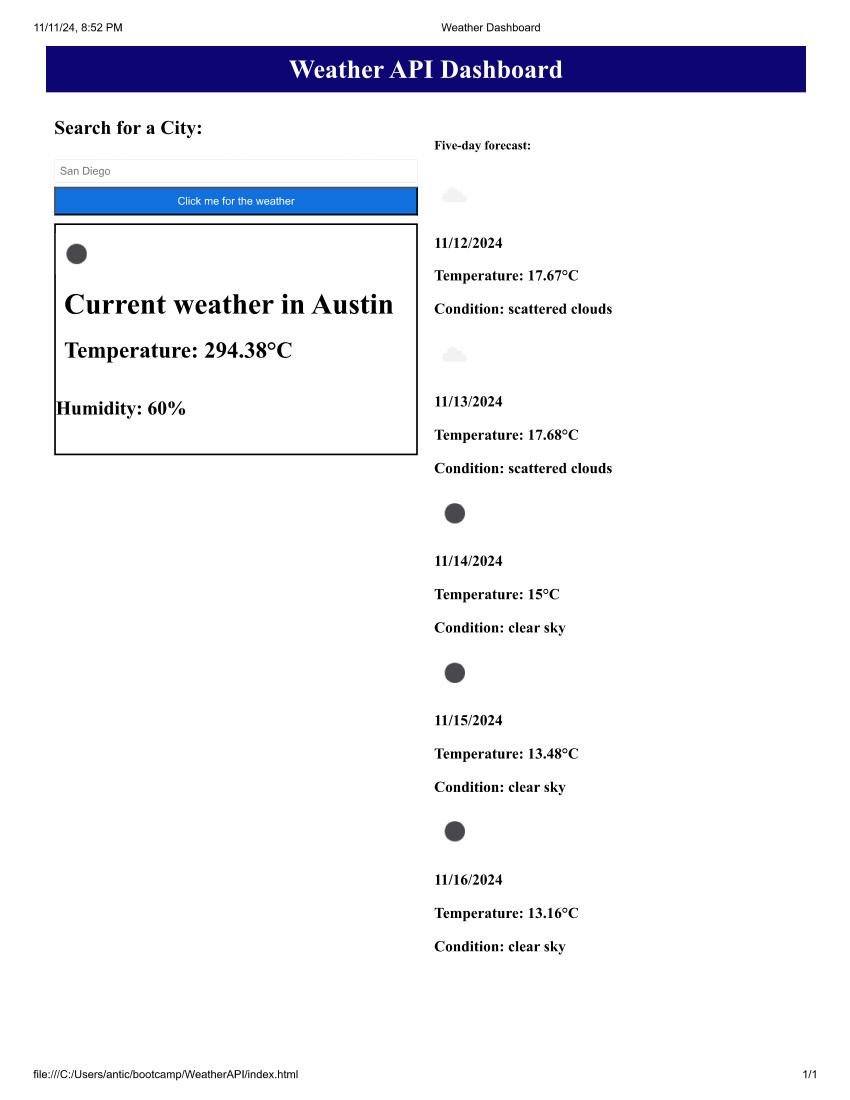 11/11/24, 8:52 PM
Weather Dashboard
Weather API Dashboard
Search for a City:
San Diego
Click me for the weather
Current weather in Austin
Temperature: 294.38°C
Humidity: 60%
Five-day forecast:
11/12/2024
Temperature: 17.67°C
Condition: scattered clouds
11/13/2024
Temperature: 17.68°C
Condition: scattered clouds
11/14/2024
Temperature: 15°C
Condition: clear sky
11/15/2024
Temperature: 13.48°C
Condition: clear sky
11/16/2024
Temperature: 13.16°C
Condition: clear sky
file:///C:/Users/antic/bootcamp/WeatherAPI/index.html
1/1